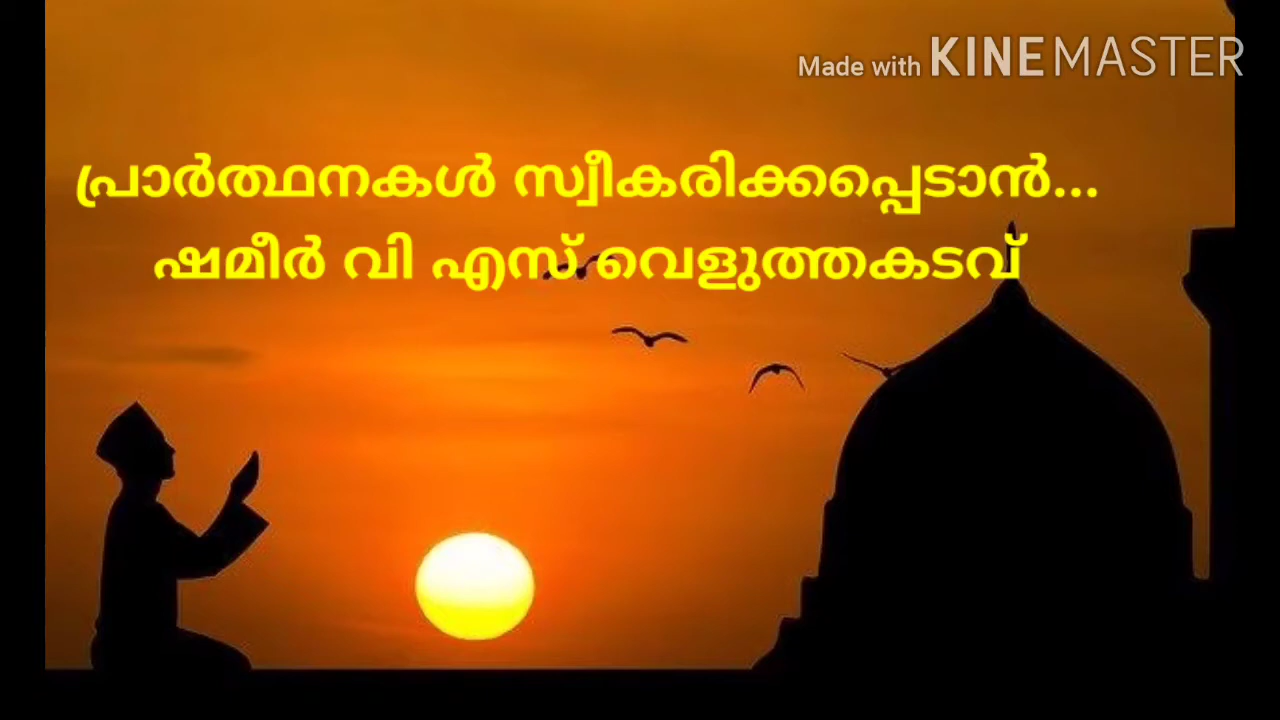 Made with KINEMASTER
പ്രാർത്ഥനകൾ സ്വീകരിക്കപ്പെടാൻ...
ഷമീർ വി എസ് വെളുത്തകടവ്